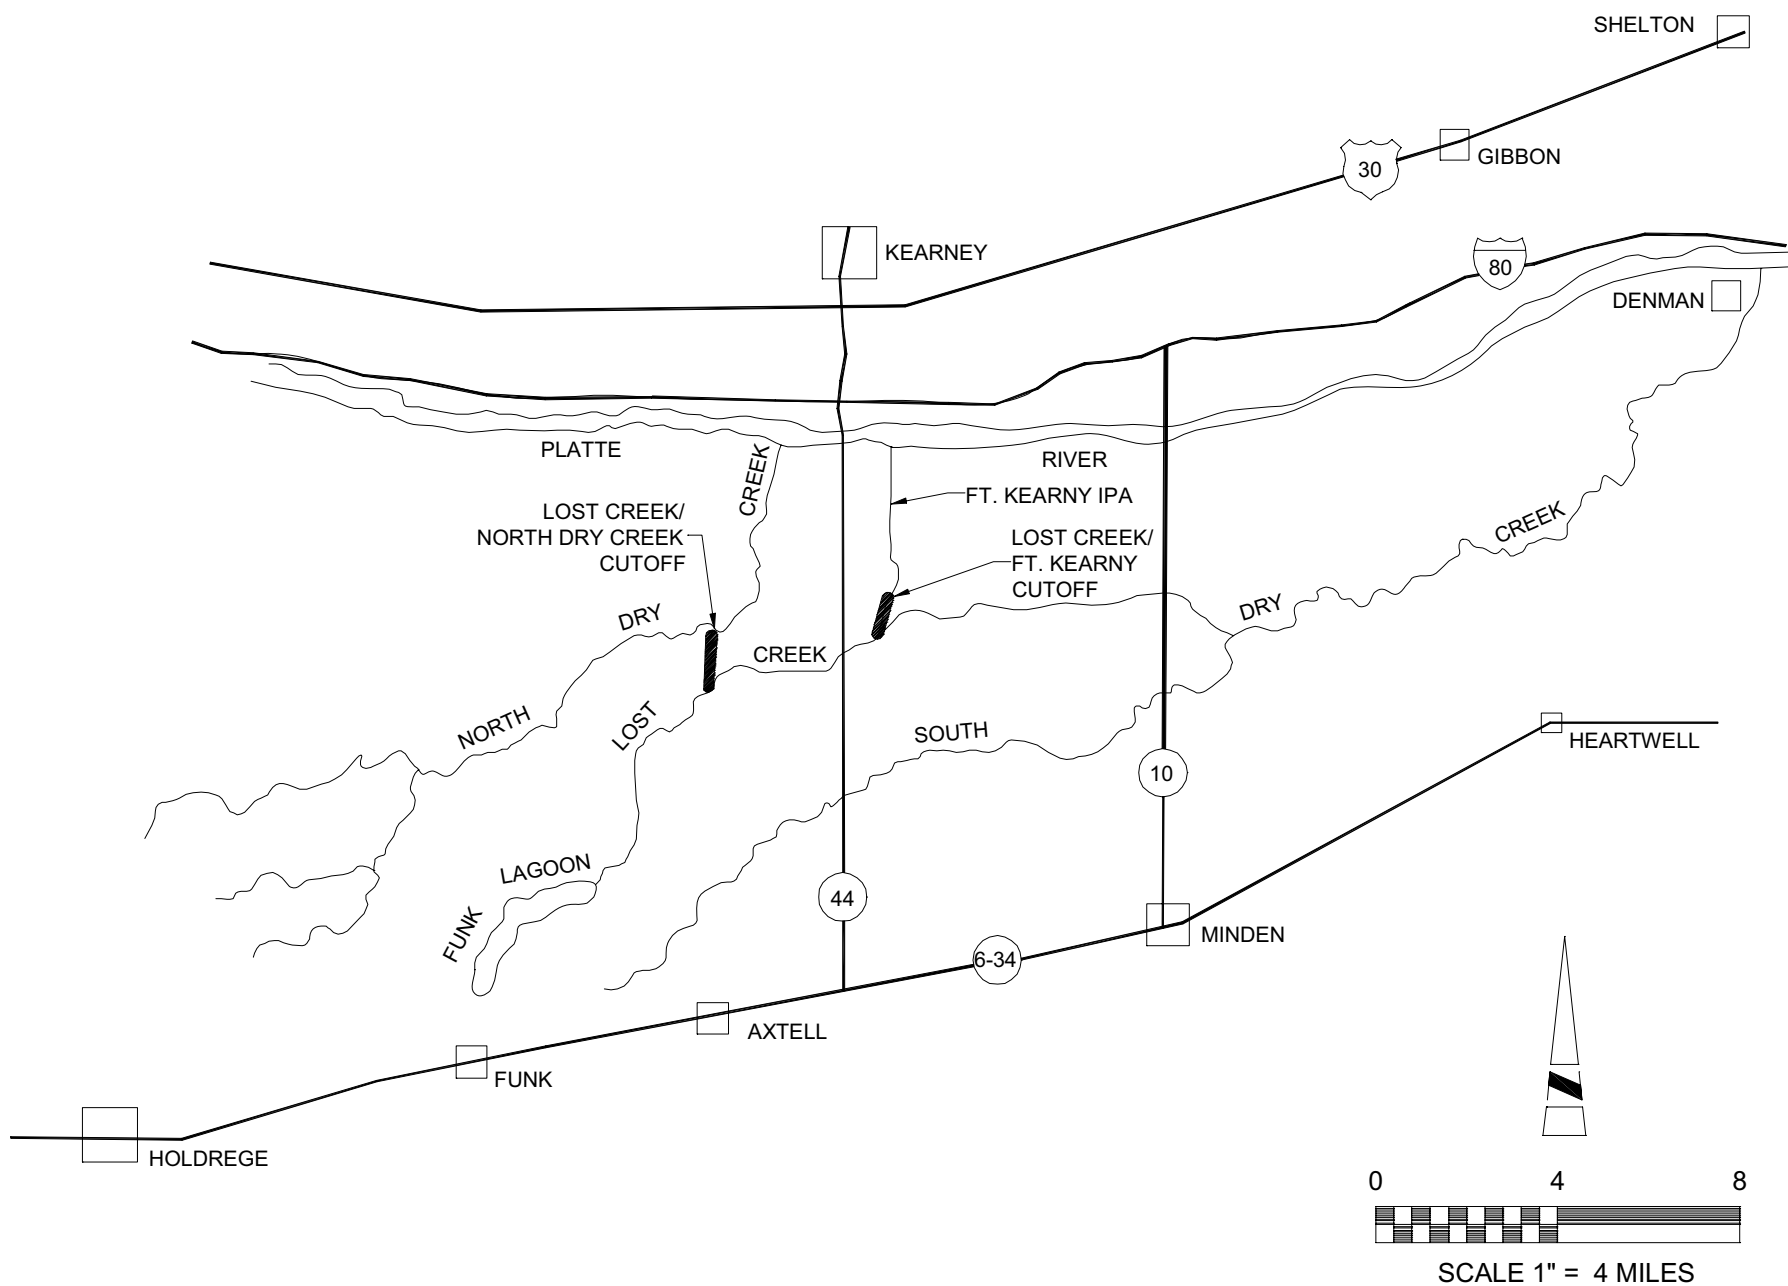 SHELTON
GIBBON
30
KEARNEY
80
DENMAN
PLATTE
RIVER
CREEK
FT. KEARNY IPA
LOST CREEK/
NORTH DRY CREEK
CUTOFF
LOST CREEK/
FT. KEARNY
CUTOFF
CREEK
DRY
DRY
CREEK
NORTH
LOST
SOUTH
HEARTWELL
10
LAGOON
FUNK
44
MINDEN
6-34
AXTELL
FUNK
HOLDREGE
N
0 4 8
SCALE 1" = 4 MILES